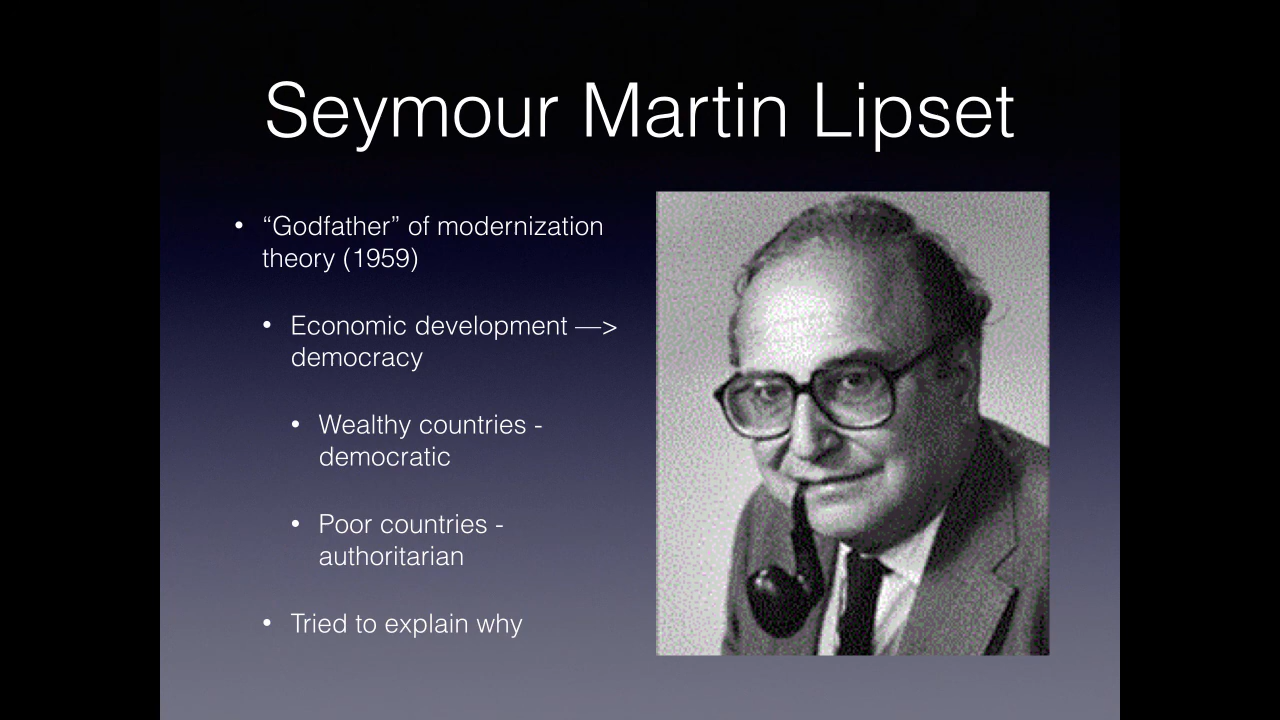 Seymour Martin Lipset
• “Godfather” of modernization
theory (1959)
• Economic development —>
democracy
• Wealthy countries -
democratic
• Poor countries -
authoritarian
• Tried to explain why